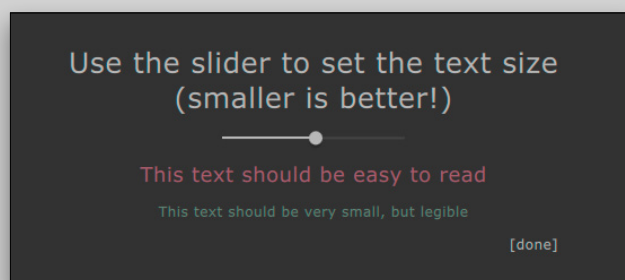 Use the slider to set the text size
(smaller is better!)
This text should be easy to read
This text should be very small, but legible
[done]